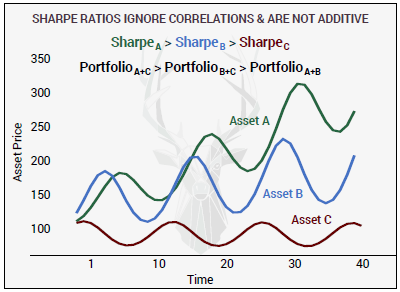 SHARPE RATIOS IGNORE CORRELATIONS & ARE NOT ADDITIVE
SharpeA > SharpeB > SharpeC
PortfolioA+C > PortfolioB+C > PortfolioA+B
350
300
250
200
150
100
Asset Price
Asset A
Asset B
Asset C
1 10 20 30 40
Time